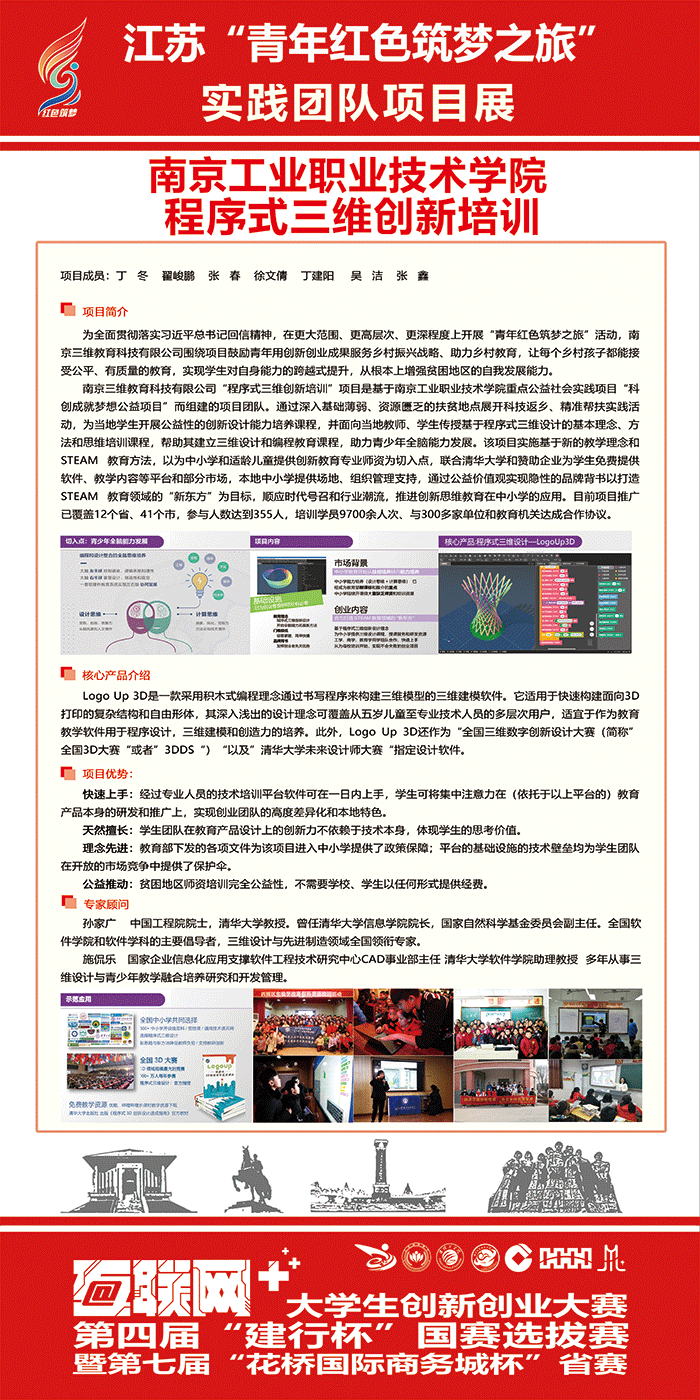 江苏“青年红色筑梦之旅”
红色筑梦
实践团队项目展
南京工业职业技术学院
程序式三维创新培训
项目成员：丁 冬 翟峻鹏 张 春 徐文倩 丁建阳 吴 洁 张 鑫
项目简介
为全面贯彻落实习近平总书记回信精神，在更大范围、更高层次、更深程度上开展“青年红色筑梦之旅”活动，南
京三维教育科技有限公司围绕项目鼓励青年用创新创业成果服务乡村振兴战略、助力乡村教育，让每个乡村孩子都能接
受公平、有质量的教育，实现学生对自身能力的跨越式提升，从根本上增强贫困地区的自我发展能力。
南京三维教育科技有限公司“程序式三维创新培训”项目是基于南京工业职业技术学院重点公益社会实践项目“科
创成就梦想公益项目”而组建的项目团队。通过深入基础薄弱、资源匮乏的扶贫地点展开科技返乡、精准帮扶实践活
动，为当地学生开展公益性的创新设计能力培养课程，并面向当地教师、学生传授基于程序式三维设计的基本理念、方
法和思维培训课程，帮助其建立三维设计和编程教育课程，助力青少年全脑能力发展。该项目实施基于新的教学理念和
STEAM 教育方法，以为中小学和适龄儿童提供创新教育专业师资为切入点，联合清华大学和赞助企业为学生免费提供
软件、教学内容等平台和部分市场，本地中小学提供场地、组织管理支持，通过公益价值观实现隐性的品牌背书以打造
STEAM 教育领域的“新东方”为目标，顺应时代号召和行业潮流，推进创新思维教育在中小学的应用。目前项目推广
已覆盖12个省、41个市，参与人数达到355人，培训学员9700余人次、与300多家单位和教育机关达成合作协议。
切入点：青少年全脑能力发展
项目内容
核心产品:程序式三维设计—LogoUp3D
编程和设计整合的全脑思维培养
设计思维
计算思维
基础设施
市场背景
创业内容
核心产品介绍
Logo Up 3D是一款采用积木式编程理念通过书写程序来构建三维模型的三维建模软件。它适用于快速构建面向3D
打印的复杂结构和自由形体，其深入浅出的设计理念可覆盖从五岁儿童至专业技术人员的多层次用户，适宜于作为教育
教学软件用于程序设计，三维建模和创造力的培养。此外，Logo Up 3D还作为“全国三维数字创新设计大赛（简称”
全国3D大赛“或者”3DDS“）“以及”清华大学未来设计师大赛“指定设计软件。
项目优势：
快速上手：经过专业人员的技术培训平台软件可在一日内上手，学生可将集中注意力在（依托于以上平台的）教育
产品本身的研发和推广上，实现创业团队的高度差异化和本地特色。
天然擅长：学生团队在教育产品设计上的创新力不依赖于技术本身，体现学生的思考价值。
理念先进：教育部下发的各项文件为该项目进入中小学提供了政策保障；平台的基础设施的技术壁垒均为学生团队
在开放的市场竞争中提供了保护伞。
公益推动：贫困地区师资培训完全公益性，不需要学校、学生以任何形式提供经费。
专家顾问
孙家广 中国工程院院士，清华大学教授。曾任清华大学信息学院院长，国家自然科学基金委员会副主任。全国软
件学院和软件学科的主要倡导者，三维设计与先进制造领域全国领衔专家。
施侃乐 国家企业信息化应用支撑软件工程技术研究中心CAD事业部主任 清华大学软件学院助理教授 多年从事三
维设计与青少年教学融合培养研究和开发管理。
示范应用
全国中小学共同选择
全国 3D 大赛
LogoUp
免费教学资源
互联网++
大学生创新创业大赛
第四届“建行杯”国赛选拔赛
暨第七届“花桥国际商务城杯”省赛